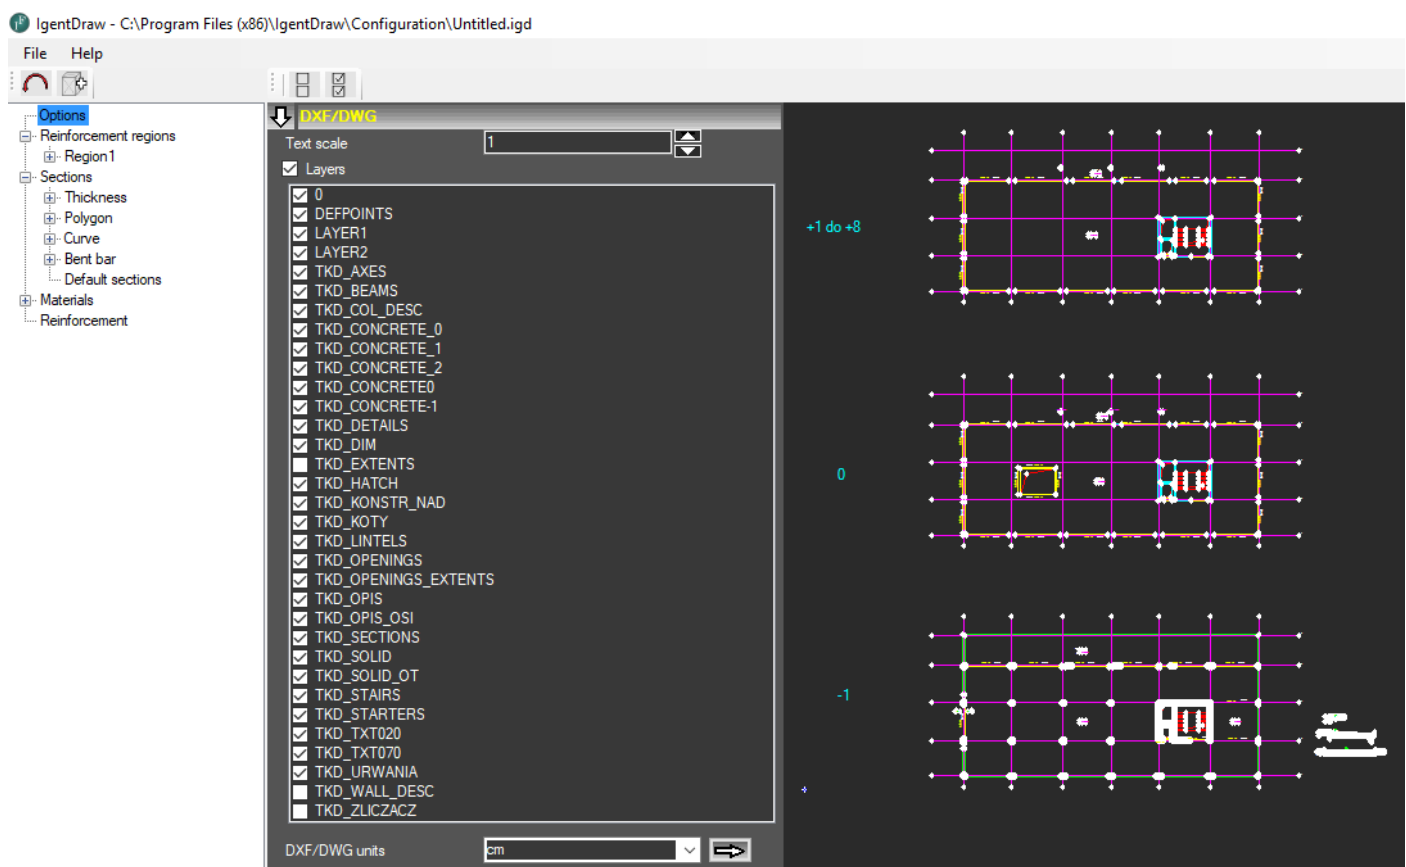 IgentDraw - C:\Program Files (x86)\IgentDraw\Configuration\Untitled.igd
File Help
Options
Reinforcement regions
Region1
Sections
Thickness
Polygon
Curve
Bent bar
Default sections
Materials
Reinforcement
DXF/DWG
Text scale 1
Layers
0
DEFPOINTS
LAYER1
LAYER2
TKD_AXES
TKD_BEAMS
TKD_COL_DESC
TKD_CONCRETE_0
TKD_CONCRETE_1
TKD_CONCRETE_2
TKD_CONCRETE0
TKD_CONCRETE-1
TKD_DETAILS
TKD_DIM
TKD_EXTENTS
TKD_HATCH
TKD_KONSTR_NAD
TKD_KOTY
TKD_LINTELS
TKD_OPENINGS
TKD_OPENINGS_EXTENTS
TKD_OPIS
TKD_OPIS_OSI
TKD_SECTIONS
TKD_SOLID
TKD_SOLID_OT
TKD_STAIRS
TKD_STARTERS
TKD_TXT020
TKD_TXT070
TKD_URWANIA
TKD_WALL_DESC
TKD_ZLICZACZ
DXF/DWG units cm
+1 do +8
0
-1